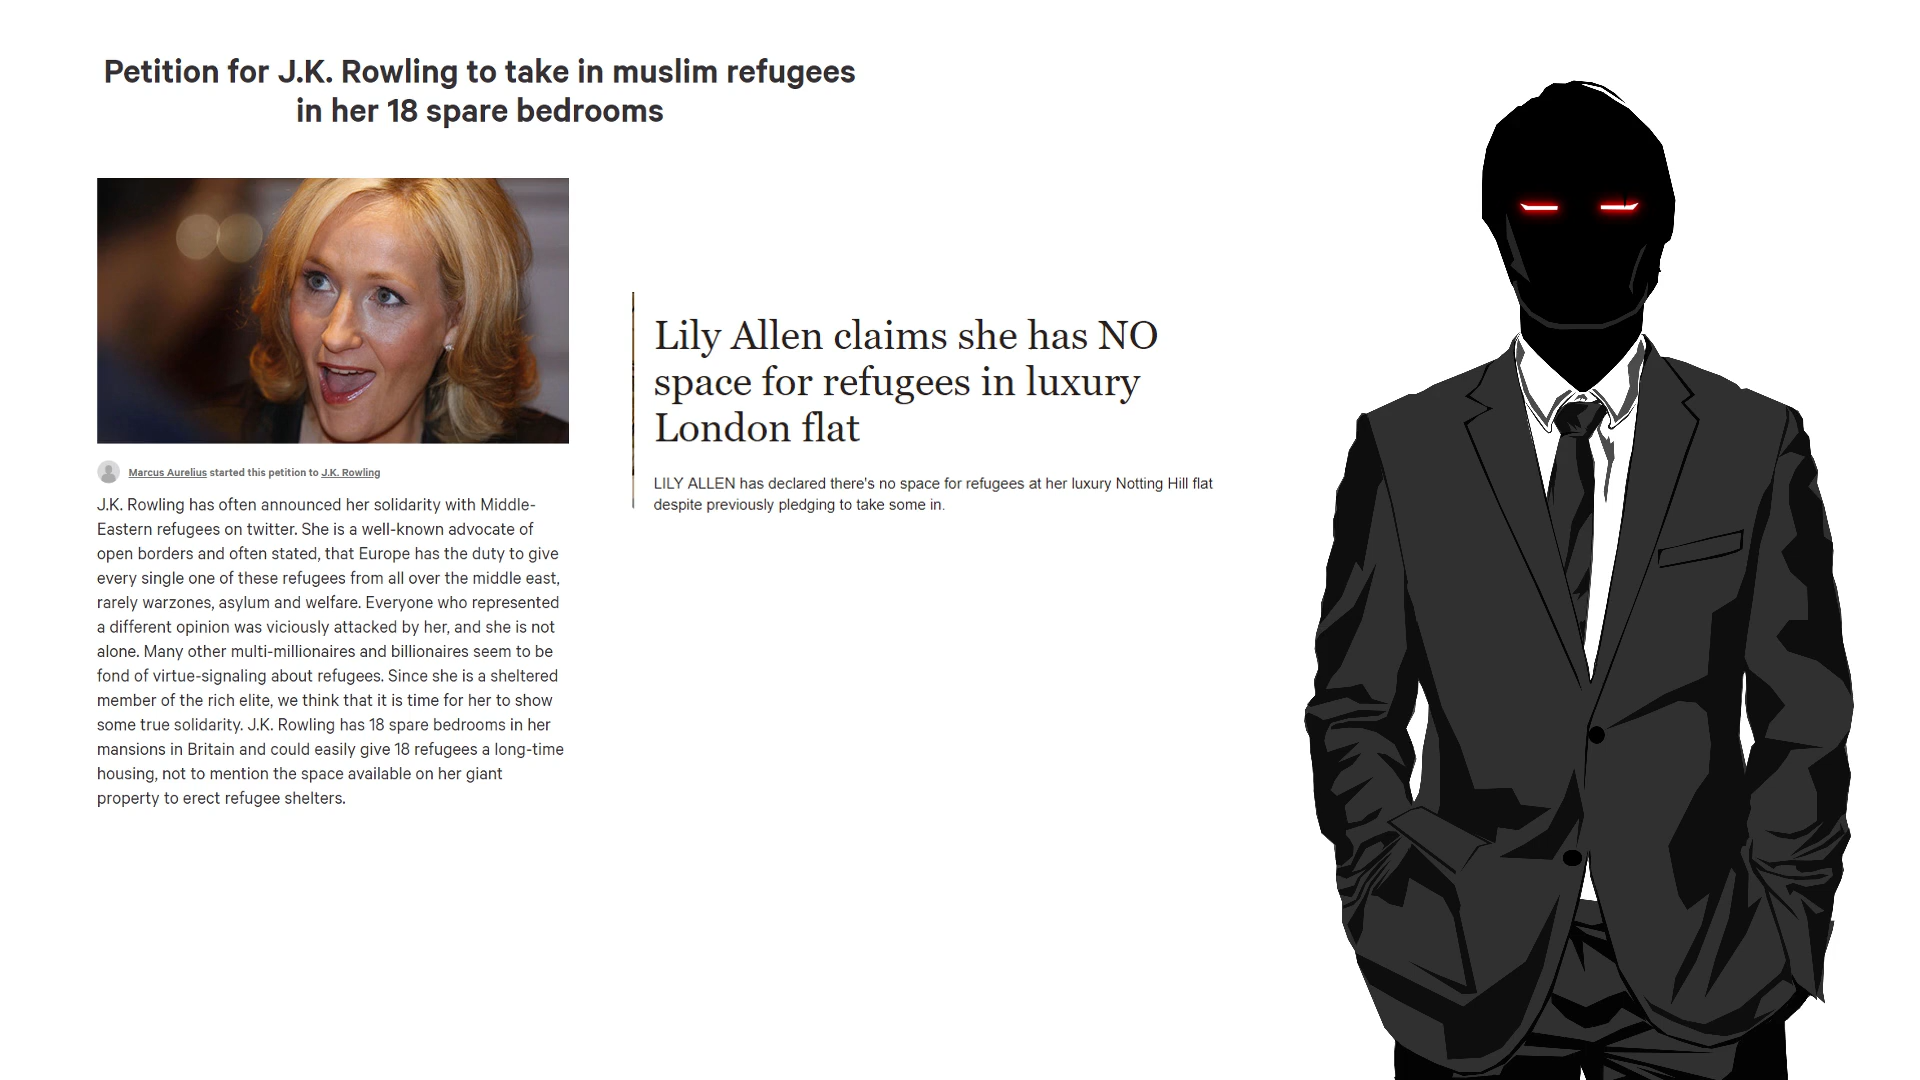 Petition for J.K. Rowling to take in muslim refugees
in her 18 spare bedrooms
Marcus Aurelius started this petition to J.K. Rowling
J.K. Rowling has often announced her solidarity with Middle-
Eastern refugees on twitter. She is a well-known advocate of
open borders and often stated, that Europe has the duty to give
every single one of these refugees from all over the middle east,
rarely warzones, asylum and welfare. Everyone who represented
a different opinion was viciously attacked by her, and she is not
alone. Many other multi-millionaires and billionaires seem to be
fond of virtue-signaling about refugees. Since she is a sheltered
member of the rich elite, we think that it is time for her to show
some true solidarity. J.K. Rowling has 18 spare bedrooms in her
mansions in Britain and could easily give 18 refugees a long-time
housing, not to mention the space available on her giant
property to erect refugee shelters.
Lily Allen claims she has NO
space for refugees in luxury
London flat
LILY ALLEN has declared there's no space for refugees at her luxury Notting Hill flat
despite previously pledging to take some in.